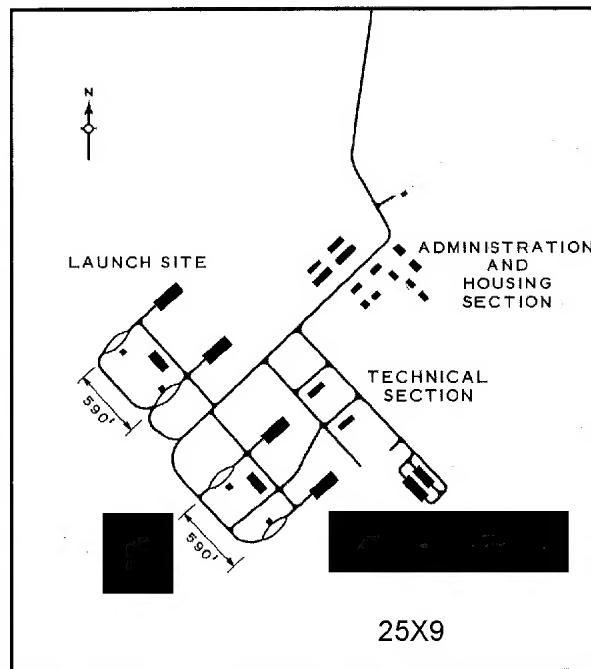 N
LAUNCH SITE
ADMINISTRATION
AND
HOUSING
SECTION
TECHNICAL
SECTION
590'
590'
25X9